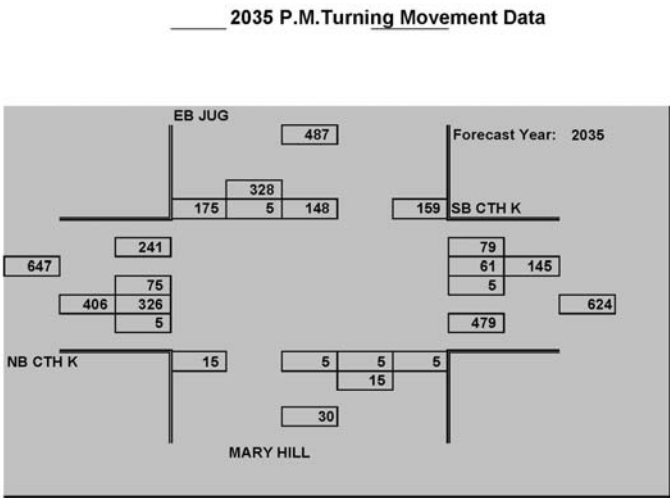 2035 P.M.Turning Movement Data
EB JUG
487
Forecast Year: 2035
328
175 5 148 159 SB CTH K
241 79
647 61 145
75 5
406 326 624
5 479
NB CTH K 15 5 5 5
15
30
MARY HILL